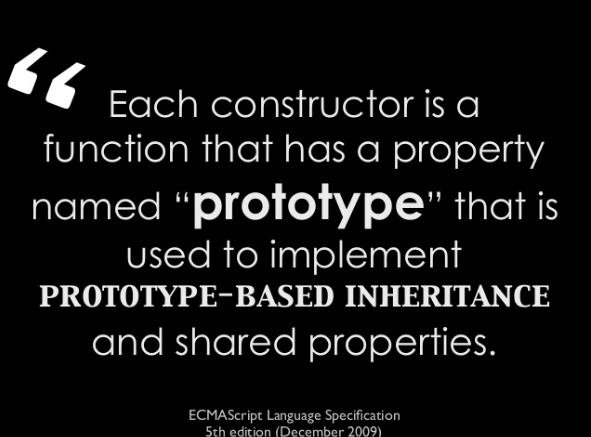 “
Each constructor is a
function that has a property
named “prototype” that is
used to implement
PROTOTYPE-BASED INHERITANCE
and shared properties.
ECMAScript Language Specification
5th edition (December 2009)